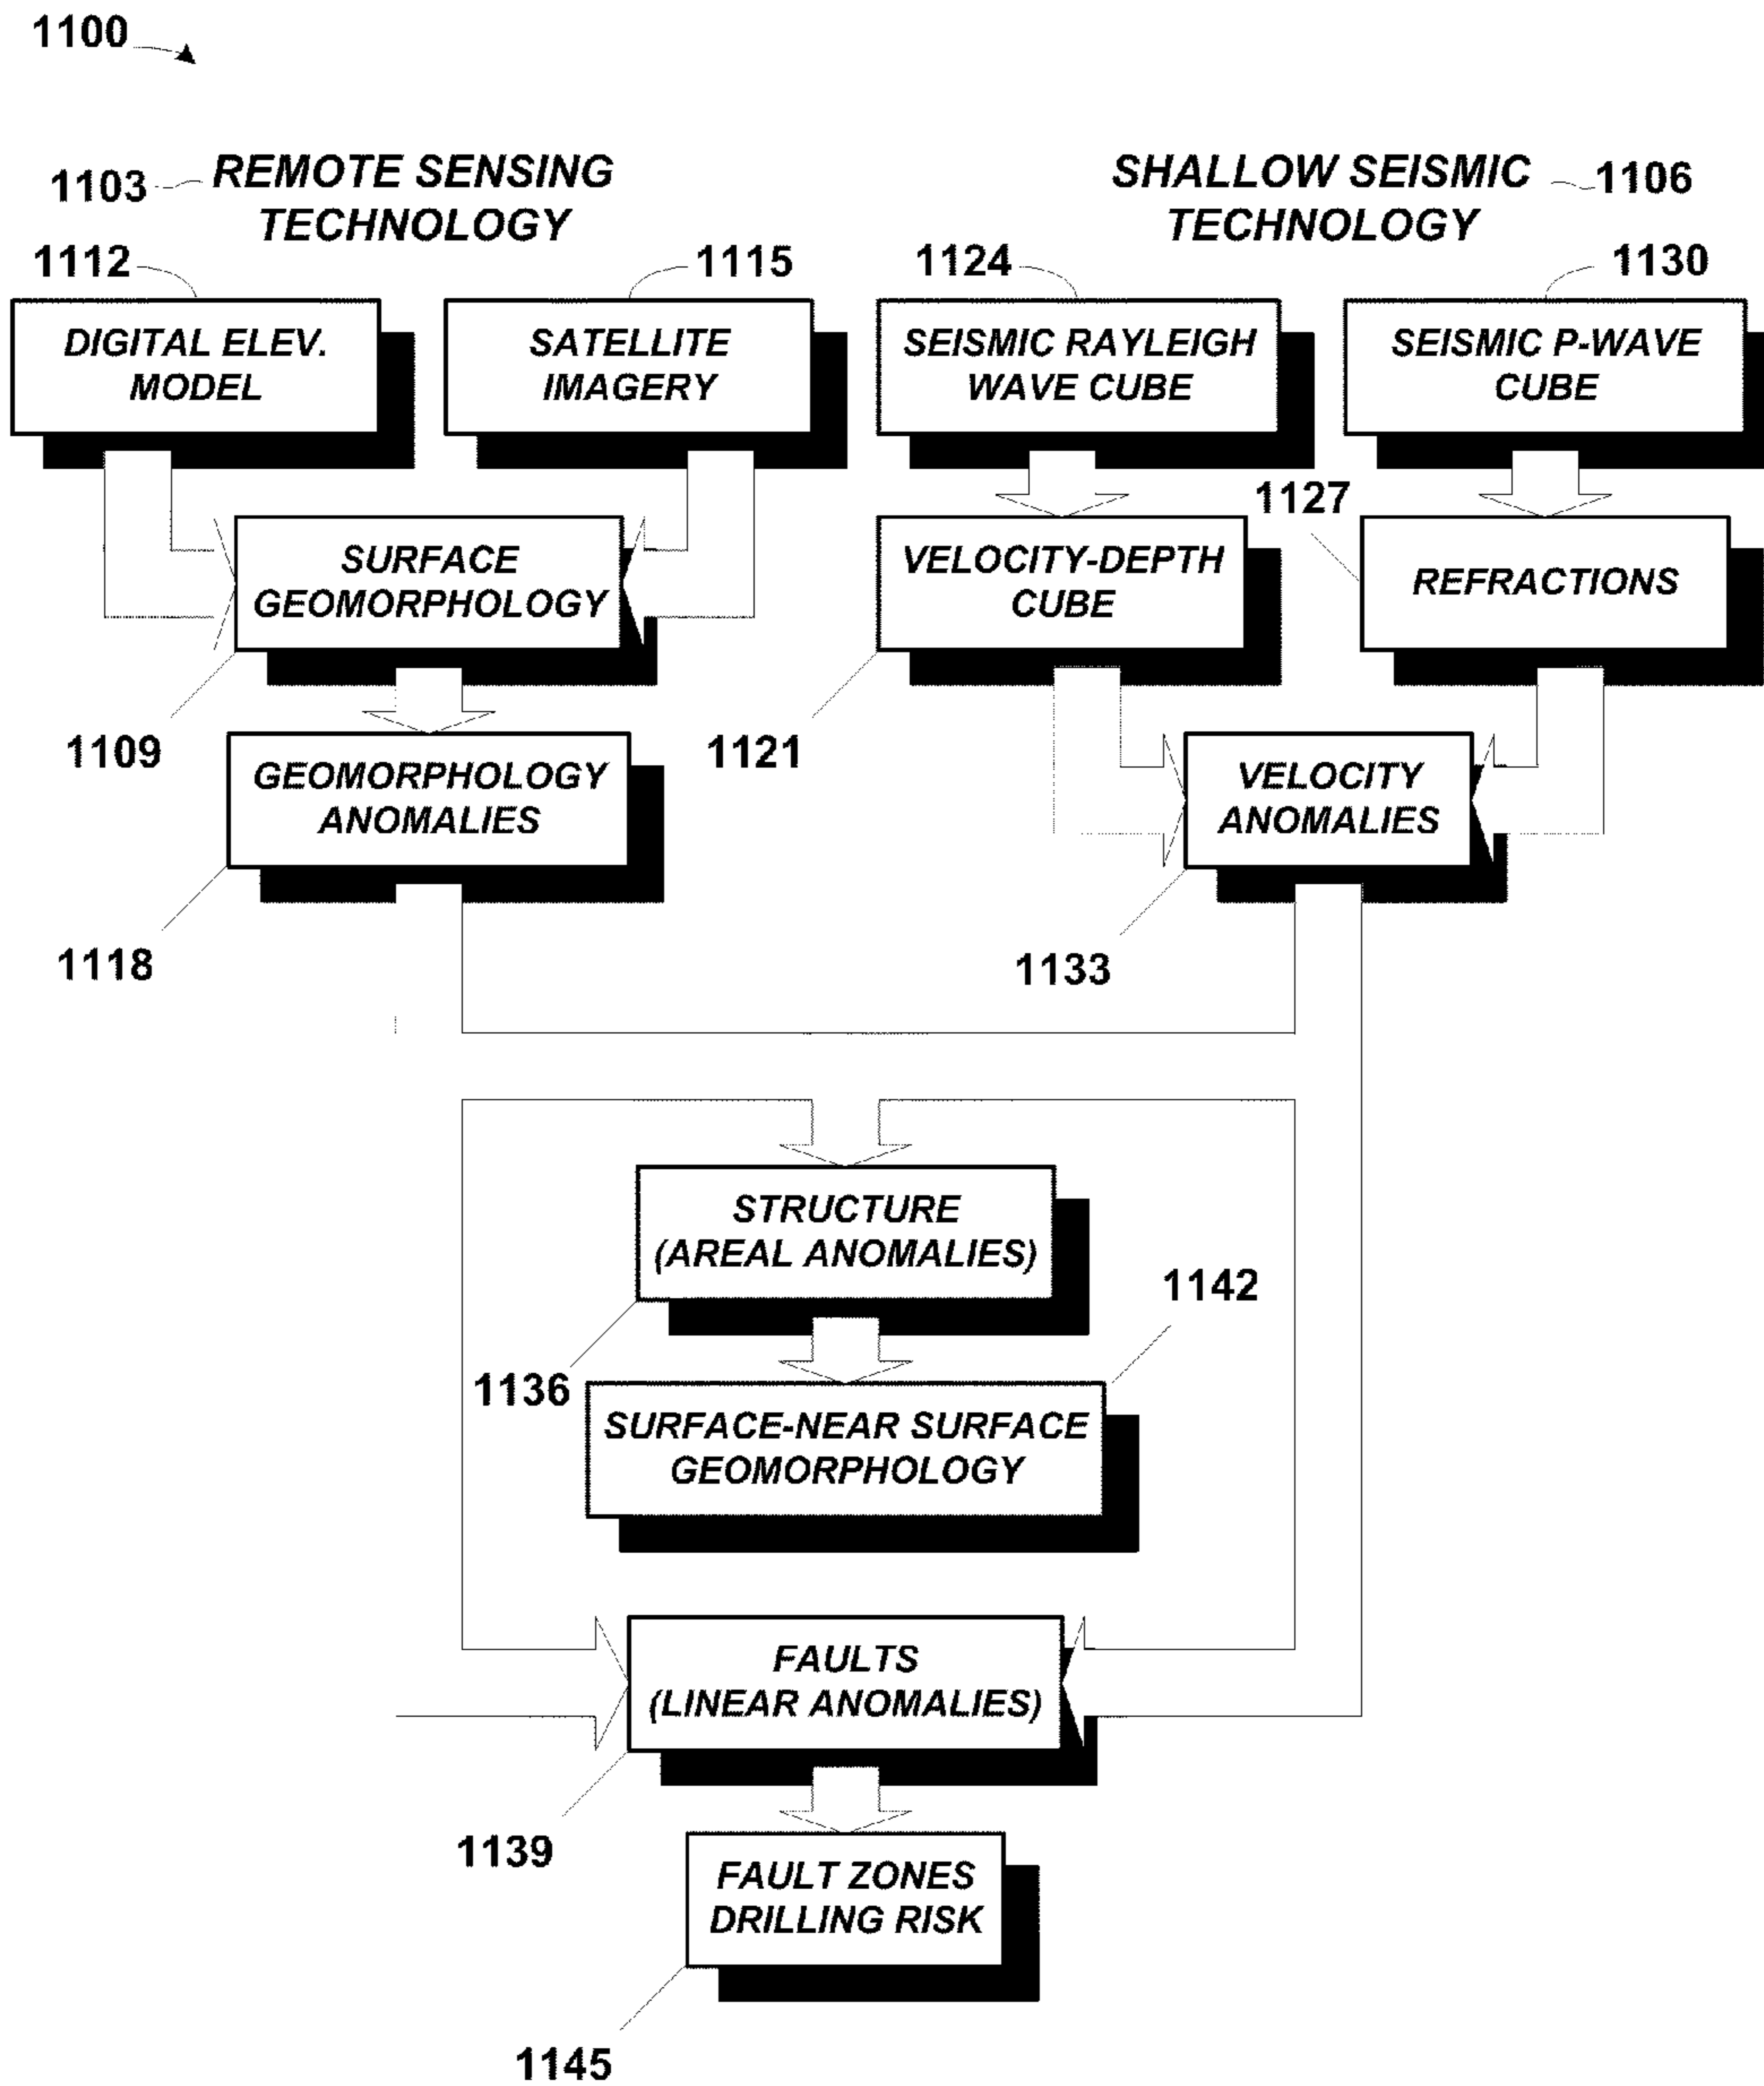 1100
1103
REMOTE SENSING
TECHNOLOGY
SHALLOW SEISMIC
TECHNOLOGY
1106
1112
1115
1124
1130
DIGITAL ELEV.
MODEL
SATELLITE
IMAGERY
SEISMIC RAYLEIGH
WAVE CUBE
SEISMIC P-WAVE
CUBE
1127
SURFACE
GEOMORPHOLOGY
VELOCITY-DEPTH
CUBE
REFRACTIONS
1109
1121
GEOMORPHOLOGY
ANOMALIES
VELOCITY
ANOMALIES
1118
1133
STRUCTURE
(AREAL ANOMALIES)
1142
1136
SURFACE-NEAR SURFACE
GEOMORPHOLOGY
FAULTS
(LINEAR ANOMALIES)
1139
FAULT ZONES
DRILLING RISK
1145